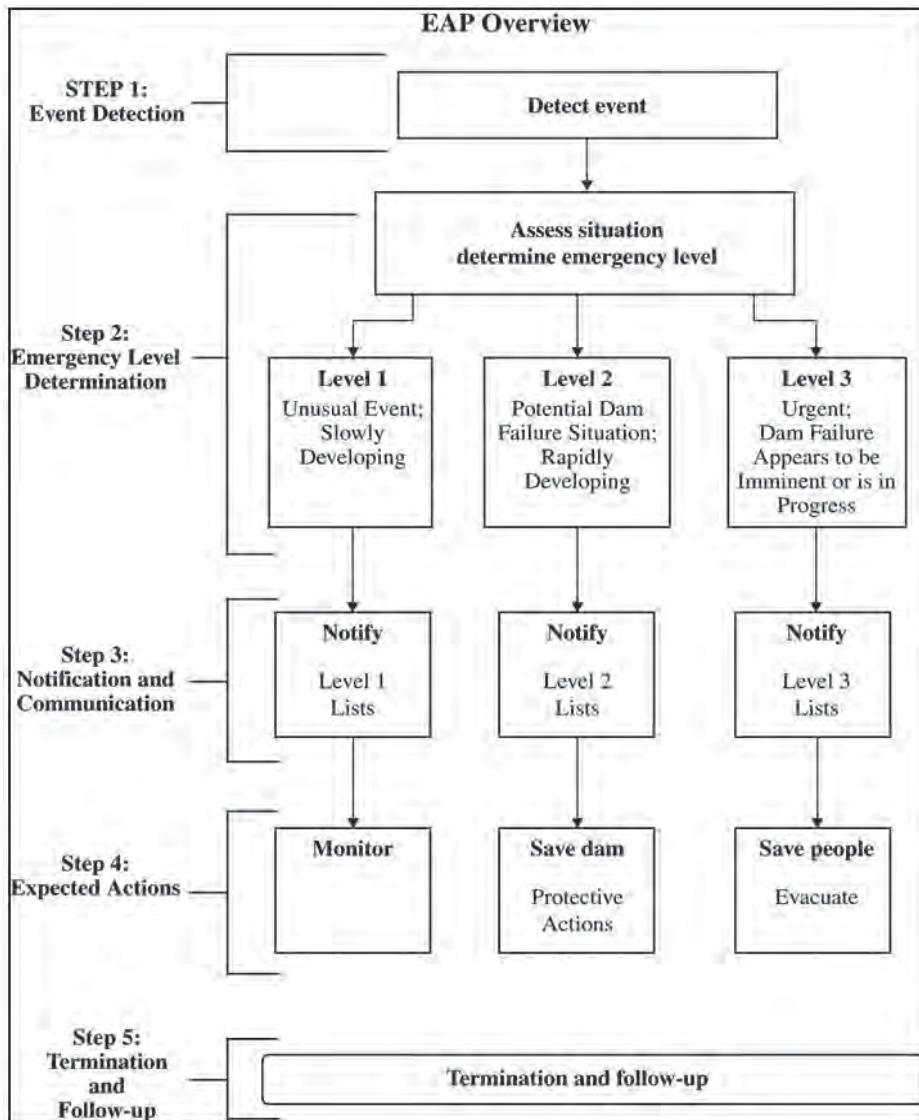 EAP Overview
STEP 1:
Event Detection
Detect event
Assess situation
determine emergency level
Step 2:
Emergency Level
Determination
Level 1
Unusual Event;
Slowly
Developing
Level 2
Potential Dam
Failure Situation;
Rapidly
Developing
Level 3
Urgent;
Dam Failure
Appears to be
Imminent or is in
Progress
Step 3:
Notification and
Communication
Notify
Level 1
Lists
Notify
Level 2
Lists
Notify
Level 3
Lists
Step 4:
Expected Actions
Monitor
Save dam
Protective
Actions
Save people
Evacuate
Step 5:
Termination
and
Follow-up
Termination and follow-up